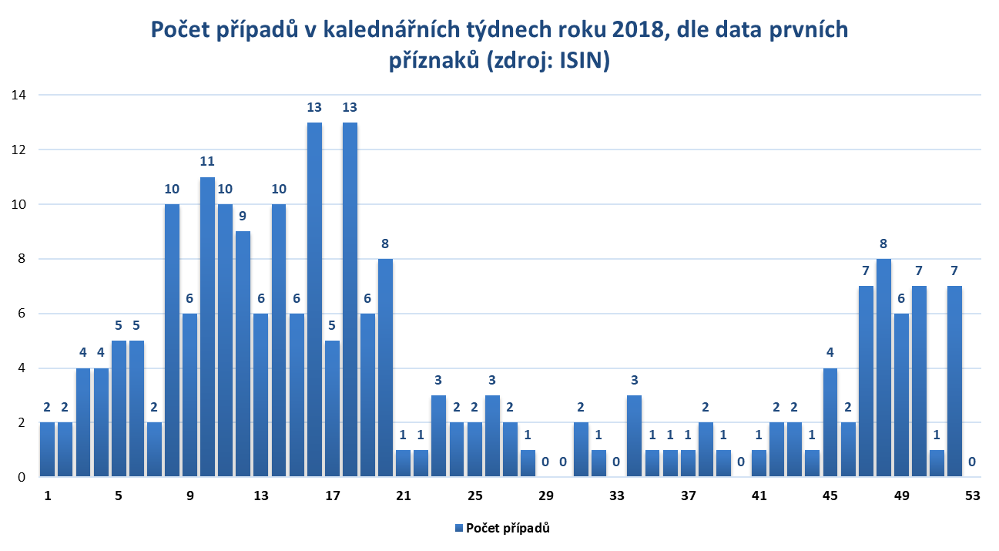 Počet případů v kalednářních týdnech roku 2018, dle data prvních
příznaků (zdroj: ISIN)
14
12
10
8
6
4
2
0
2 2 4 4 5 5 2 10 6 11 10 9 6 10 6 13 5 13 6 8 1 1 3 2 2 3 2 1 0 0 2 1 0 3 1 1 1 2 1 0 1 2 2 1 4 2 7 8 6 7 1 7 0
1 5 9 13 17 21 25 29 33 37 41 45 49 53
Počet případů